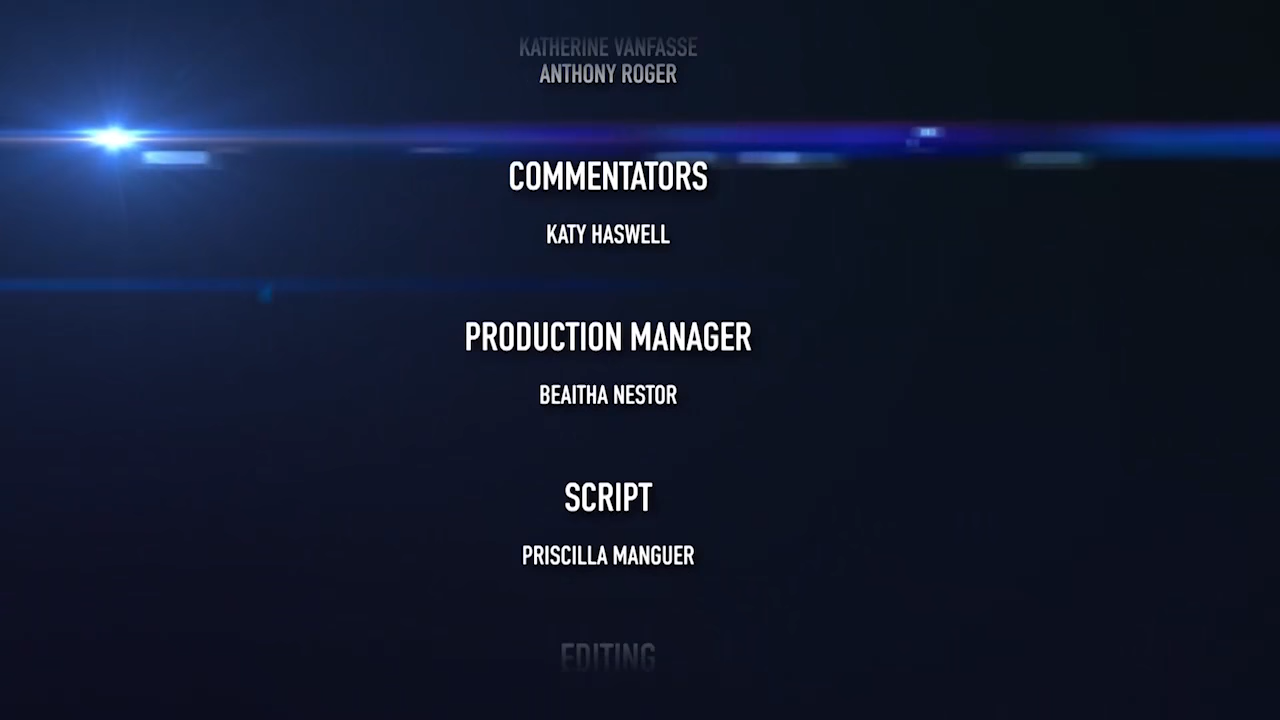 KATHERINE VANFASSE
ANTHONY ROGER
COMMENTATORS
KATY HASWELL
PRODUCTION MANAGER
BEAITHA NESTOR
SCRIPT
PRISCILLA MANGUER
EDITING